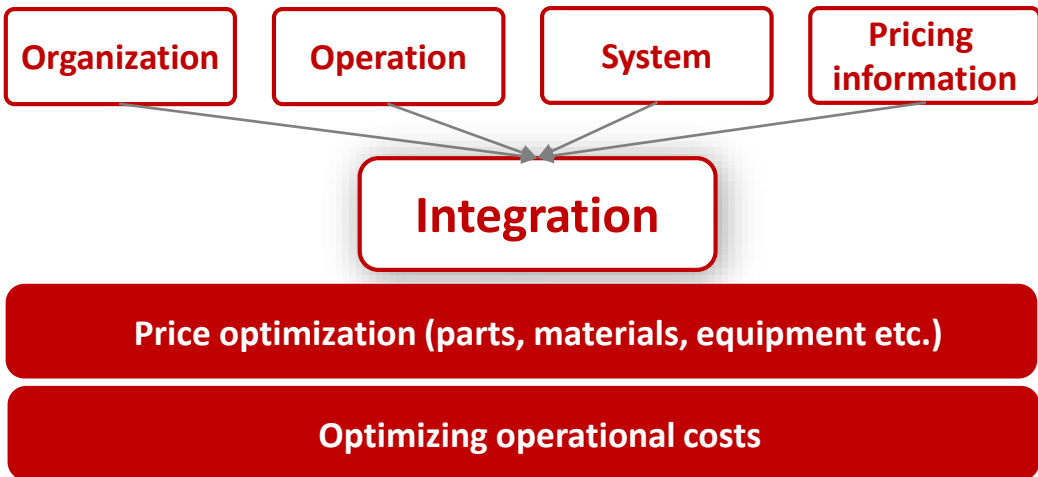 Organization
Operation
System
Pricing
information
Integration
Price optimization (parts, materials, equipment etc.)
Optimizing operational costs